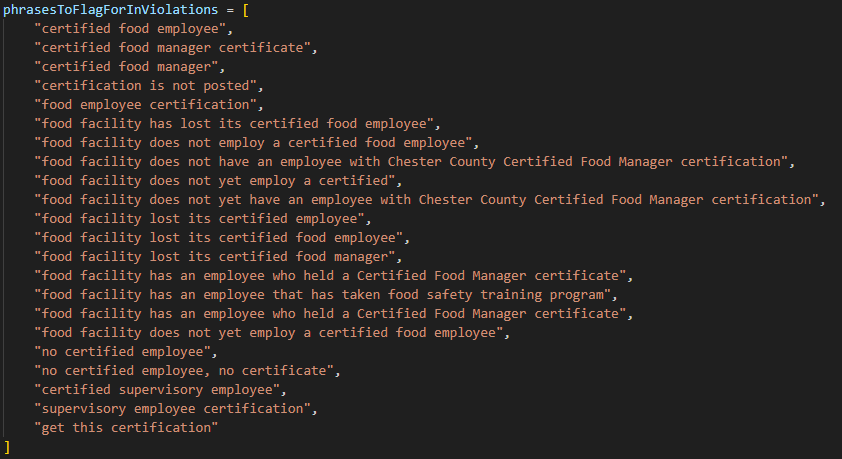 phrasesToFlagForInViolations = [
"certified food employee",
"certified food manager certificate",
"certified food manager",
"certification is not posted",
"food employee certification",
"food facility has lost its certified food employee",
"food facility does not employ a certified food employee",
"food facility does not have an employee with Chester County Certified Food Manager certification",
"food facility does not yet employ a certified",
"food facility does not yet have an employee with Chester County Certified Food Manager certification",
"food facility lost its certified employee",
"food facility lost its certified food employee",
"food facility lost its certified food manager",
"food facility has an employee who held a Certified Food Manager certificate",
"food facility has an employee that has taken food safety training program",
"food facility has an employee who held a Certified Food Manager certificate",
"food facility does not yet employ a certified food employee",
"no certified employee",
"no certified employee, no certificate",
"certified supervisory employee",
"supervisory employee certification",
"get this certification"
]